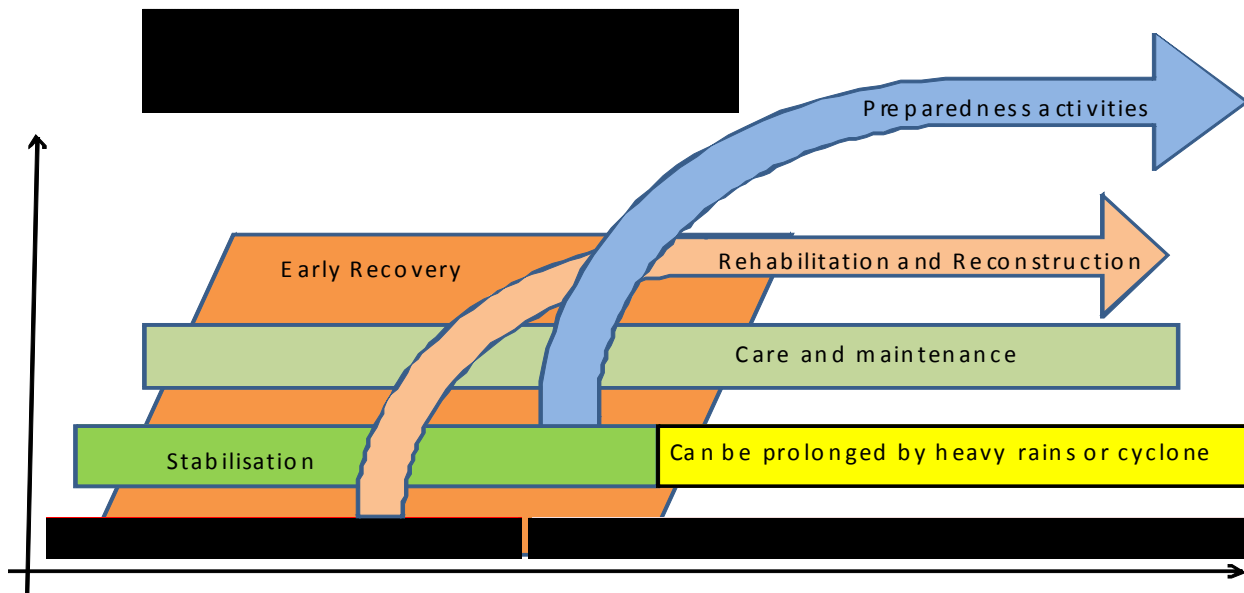 Preparedness activities
Rehabilitation and Reconstruction
Early Recovery
Care and maintenance
Stabilisation
Can be prolonged by heavy rains or cyclone